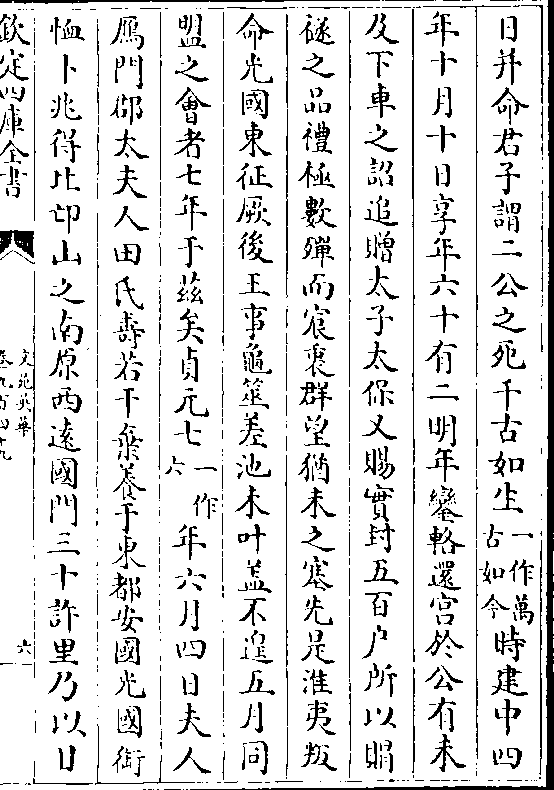 日并命君子謂二公之死千古如生一作萬古如今時建中四
年十月十日享年六十有二明年鑾輅還宮於公有未
及下車之詔追贈太子太保又賜實封五百户所以賵
襚之品禮極數殫而宸衷群望猶未之塞先是淮夷叛
命光國東征厥後王事龜筮差池未叶葢不遑五月同
盟之會者七年于茲矣貞元七一作六年六月四日夫人
鴈門郡太夫人田氏壽若干棄養于東都安國光國銜
恤卜兆得北邙山之南原西遠國門三十許里乃以日
欽定四庫全書
文苑英華
卷九百四十九
六